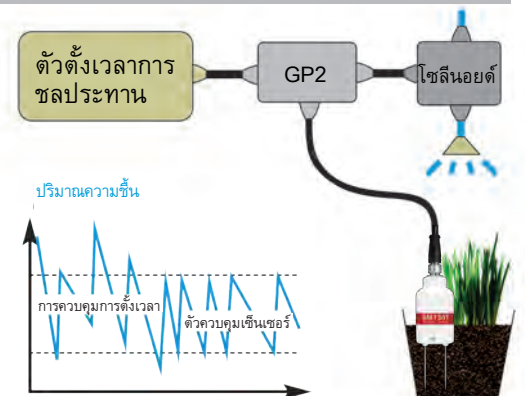 ตัวตั้งเวลาการ
ชลประทาน
GP2
โซลีนอยด์
ปริมาณความชื้น
การควบคุมการตั้งเวลา
ตัวควบคุมเซ็นเซอร์
SM150T